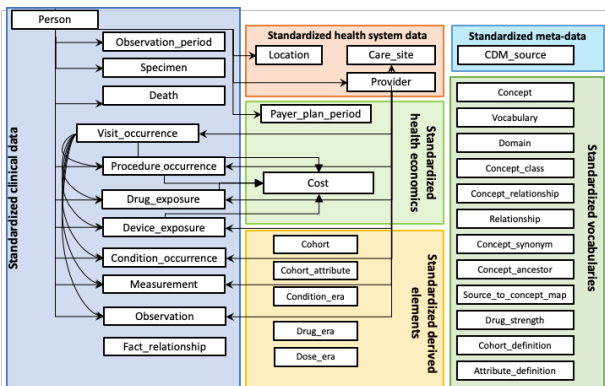 Person
Observation_period
Specimen
Death
Visit_occurrence
Procedure_occurrence
Drug_exposure
Device_exposure
Condition_occurrence
Measurement
Observation
Fact_relationship
Standardized clinical data
Standardized health system data
Location
Care_site
Provider
Payer_plan_period
Cost
Standardized
health economics
Cohort
Cohort_attribute
Condition_era
Drug_era
Dose_era
Standardized derived
elements
Standardized meta-data
CDM_source
Concept
Vocabulary
Domain
Concept_class
Concept_relationship
Relationship
Concept_synonym
Concept_ancestor
Source_to_concept_map
Drug_strength
Cohort_definition
Attribute_definition
Standardized vocabularies